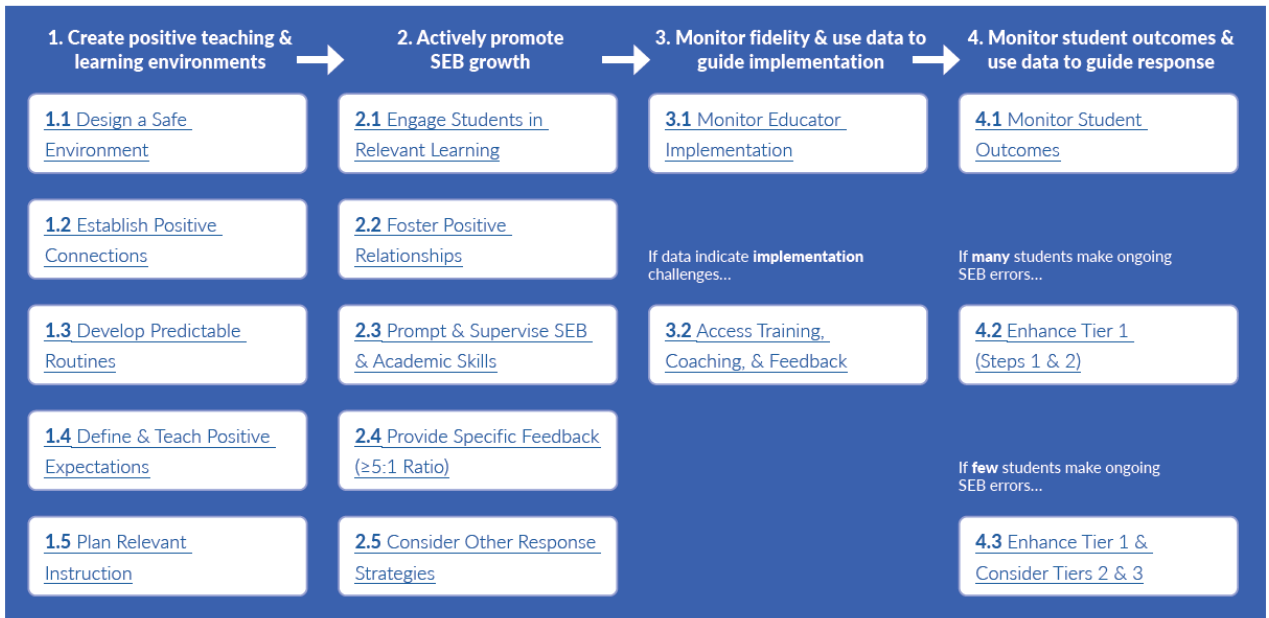 1. Create positive teaching &
learning environments
1.1 Design a Safe
Environment
1.2 Establish Positive
Connections
1.3 Develop Predictable
Routines
1.4 Define & Teach Positive
Expectations
1.5 Plan Relevant
Instruction
2. Actively promote
SEB growth
2.1 Engage Students in
Relevant Learning
2.2 Foster Positive
Relationships
2.3 Prompt & Supervise SEB
& Academic Skills
2.4 Provide Specific Feedback
(≥5:1 Ratio)
2.5 Consider Other Response
Strategies
3. Monitor fidelity & use data to
guide implementation
3.1 Monitor Educator
Implementation
If data indicate implementation
challenges...
3.2 Access Training,
Coaching, & Feedback
4. Monitor student outcomes &
use data to guide response
4.1 Monitor Student
Outcomes
If many students make ongoing
SEB errors...
4.2 Enhance Tier 1
(Steps 1 & 2)
If few students make ongoing
SEB errors...
4.3 Enhance Tier 1 &
Consider Tiers 2 & 3